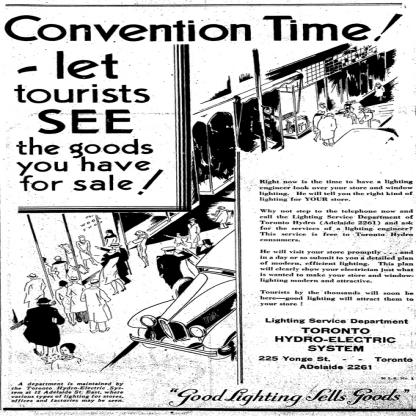 Convention Time!
- let
tourists
SEE
the goods
you have
for sale!
Right now is the time to have a lighting
engineer look over your store and window
lighting. He will tell you the right kind of
lighting for YOUR store.
Why not step to the telephone now and
call the Lighting Service Department of
Toronto Hydro (Adelaide 2261) and ask
for the services of a lighting engineer?
This service is free to Toronto Hydro
consumers.
He will visit your store promptly . . . and
in a day or so submit to you a detailed plan
of modern, efficient lighting. This plan
will clearly show your electrician just what
is wanted to make your store and window-
lighting modern and attractive.
Tourists by the thousands will soon be
here—good lighting will attract them to
your store!
Lighting Service Department
TORONTO
HYDRO-ELECTRIC
SYSTEM
225 Yonge St. - - Toronto
ADelaide 2261
A department is maintained by
the Toronto Hydro-Electric Sys-
tem at 12 Adelaide St. East, where
various types of lighting for stores,
offices and factories may be seen.
"Good Lighting Sells Goods"